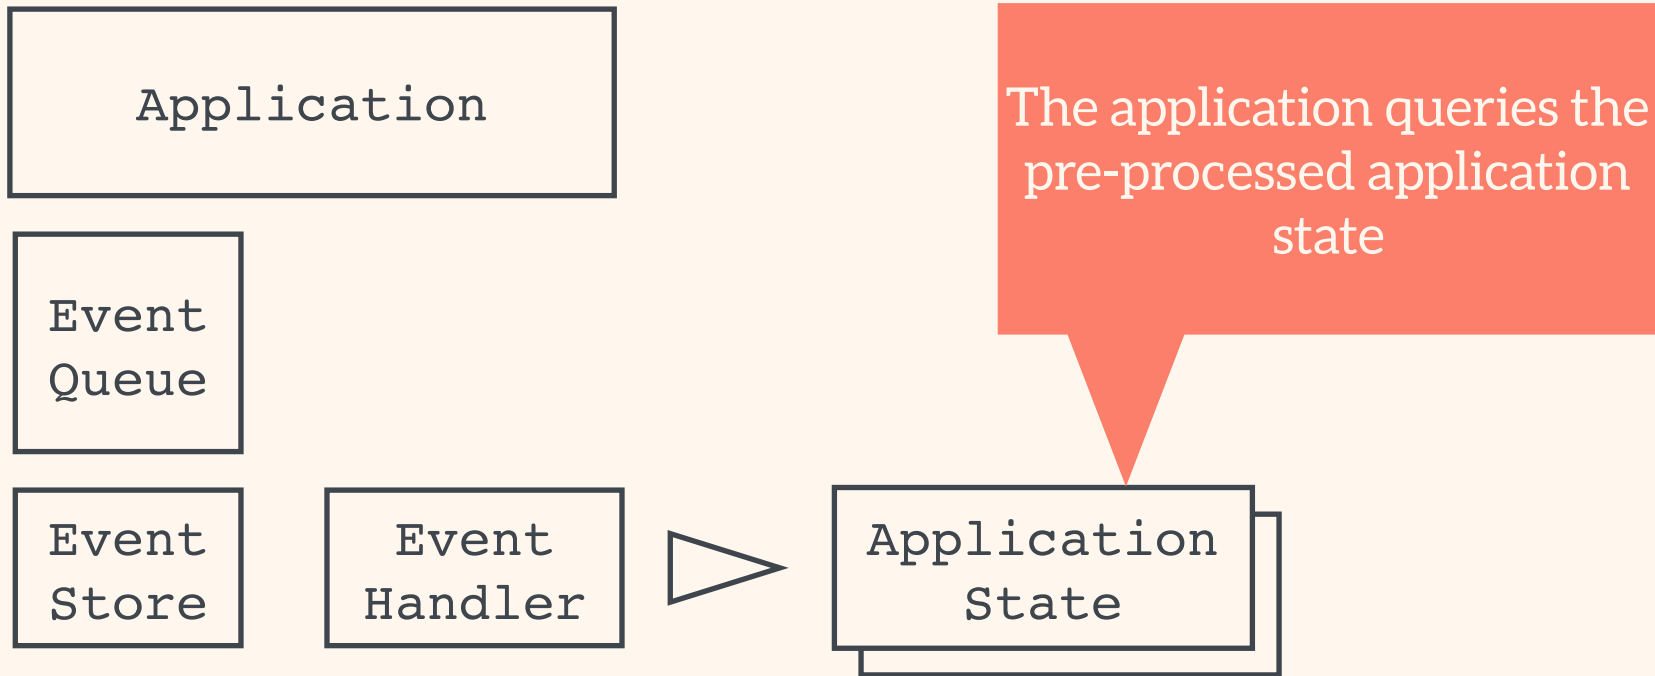 Application
The application queries the
pre-processed application
state
Event
Queue
Event
Store
Event
Handler
Application
State